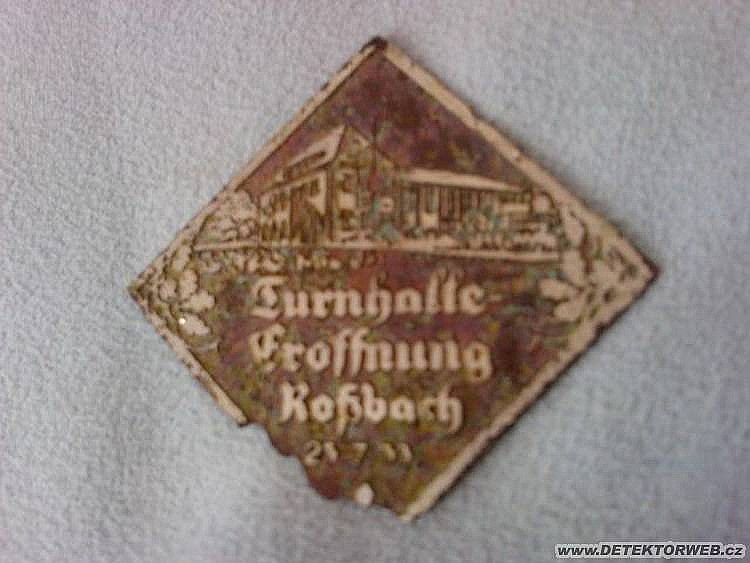 Turnhalle-
Eröffnung
Roßbach
www.DETEKTORWEB.cz